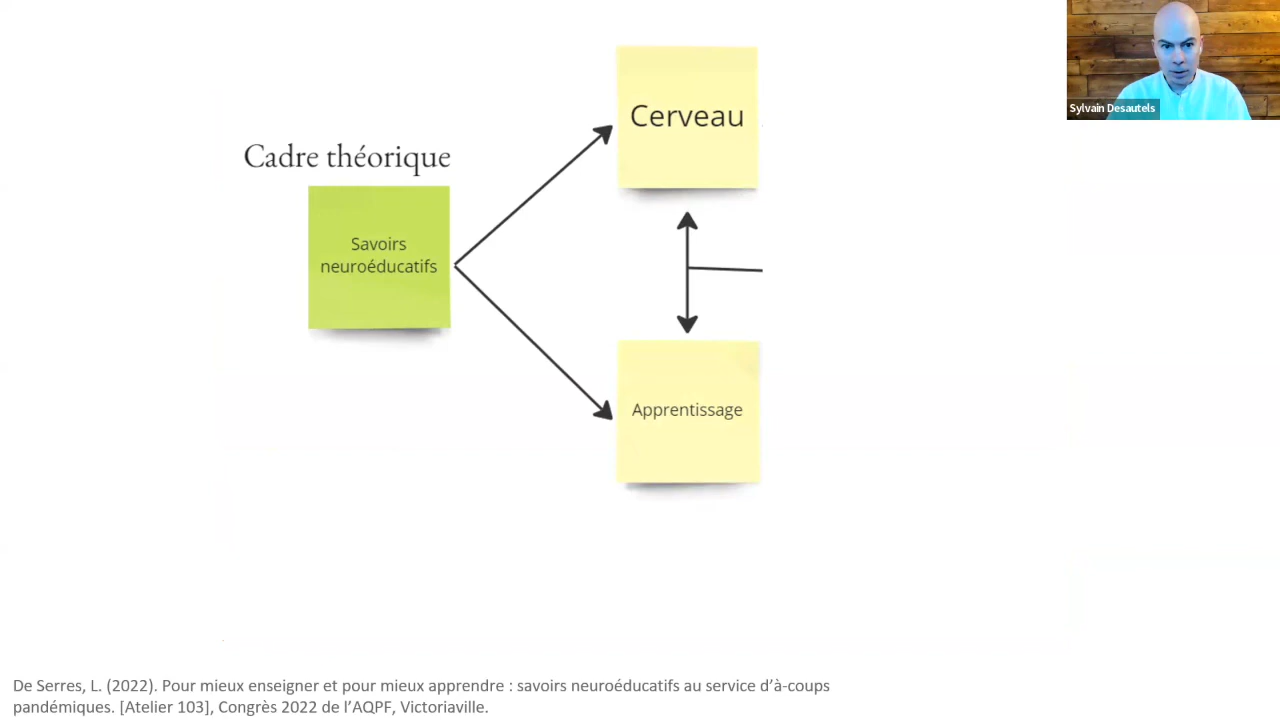 Sylvain Desautels
Cerveau
Cadre théorique
Savoirs
neuroéducatifs
Apprentissage
De Serres, L. (2022). Pour mieux enseigner et pour mieux apprendre : savoirs neuroéducatifs au service d’à-coups
pandémiques. [Atelier 103], Congrès 2022 de l’AQPF, Victoriaville.